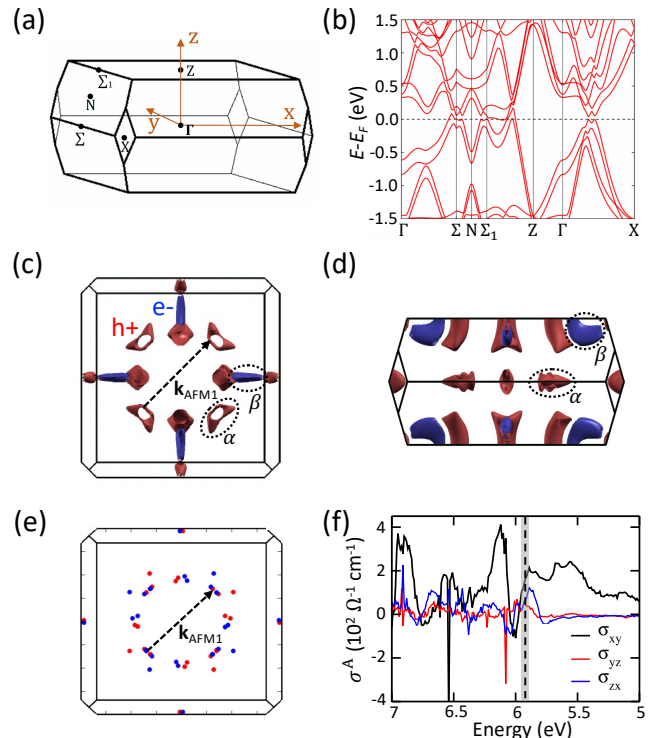 (a)
z
Z
Σ1
N
y
Γ
x
Σ
X
(b)
E-EF (eV)
1.5
1.0
0.5
0.0
-0.5
-1.0
-1.5
Γ Σ N Σ1 Z Γ X
(c)
e-
h+
kAFM1
β
α
(d)
β
α
(e)
kAFM1
(f)
σA (10² Ω-1 cm-1)
4
2
0
-2
-4
σxy
σyz
σzx
7 6.5 6 5.5 5
Energy (eV)